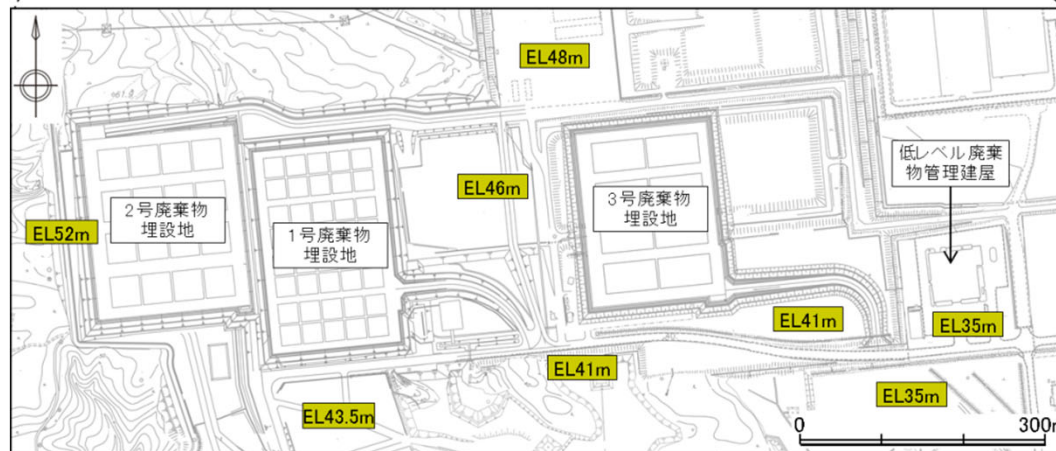 EL48m
低レベル廃棄
物管理建屋
2号廃棄物
埋設地
EL46m
3号廃棄物
埋設地
EL52m
1号廃棄物
埋設地
EL41m
EL35m
EL41m
EL43.5m
EL35m
0
300m